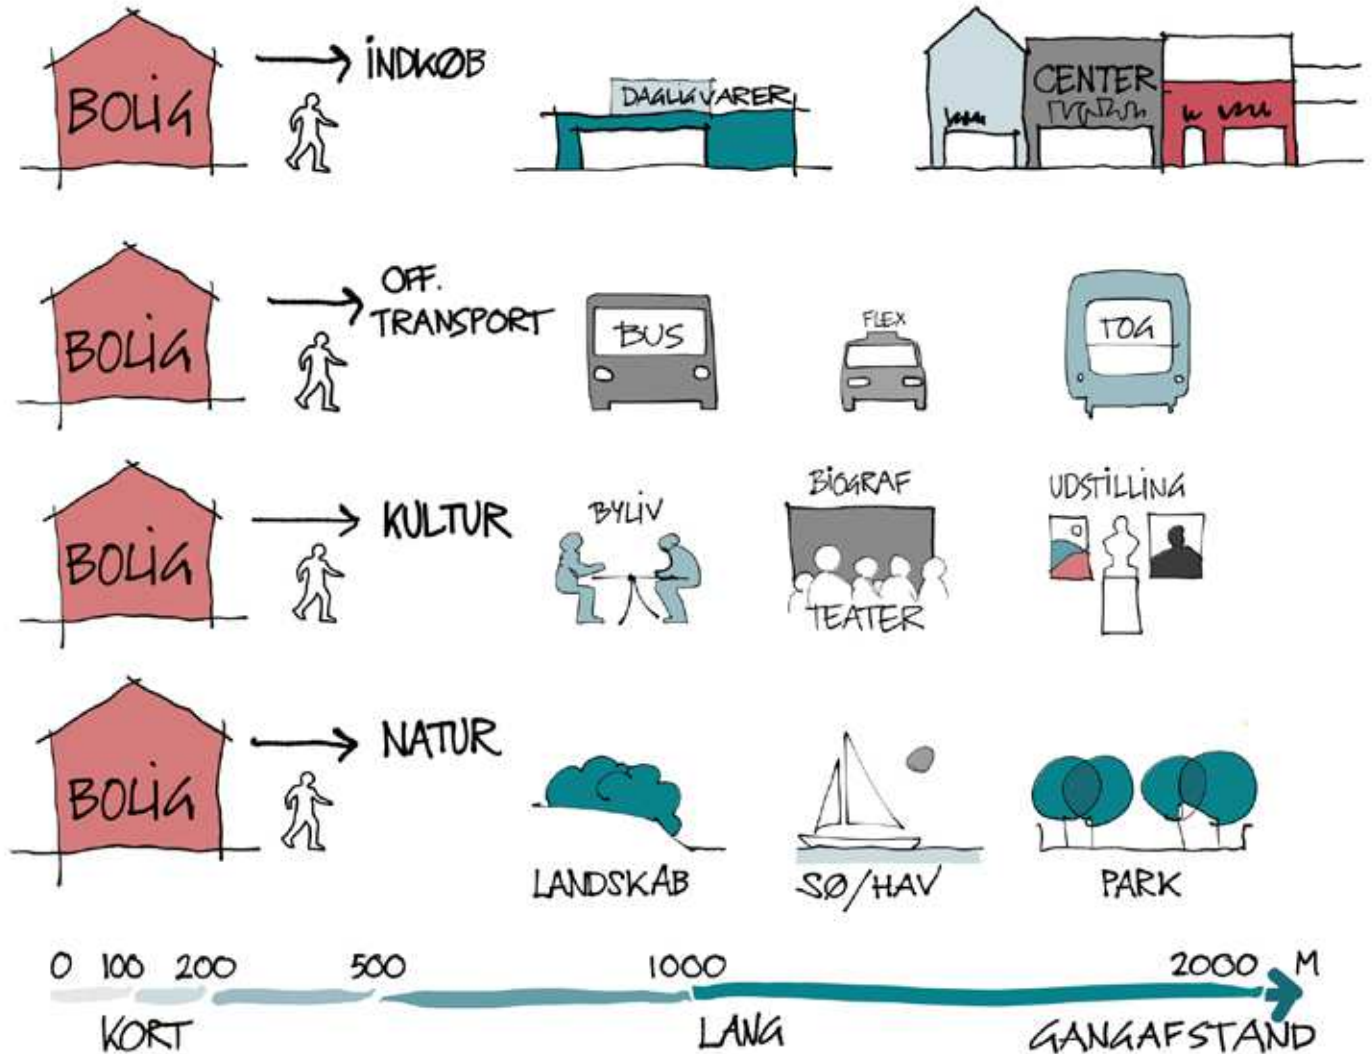 BOLIG
INDKØB
DAGLIGVARER
CENTER
BOLIG
OFF.
TRANSPORT
BUS
FLEX
TOG
BOLIG
KULTUR
BYLIV
BIOGRAF
TEATER
UDSTILLING
BOLIG
NATUR
LANDSKAB
SØ/HAV
PARK
0 100 200 500 1000 2000 M
KORT LANG GANGAFSTAND